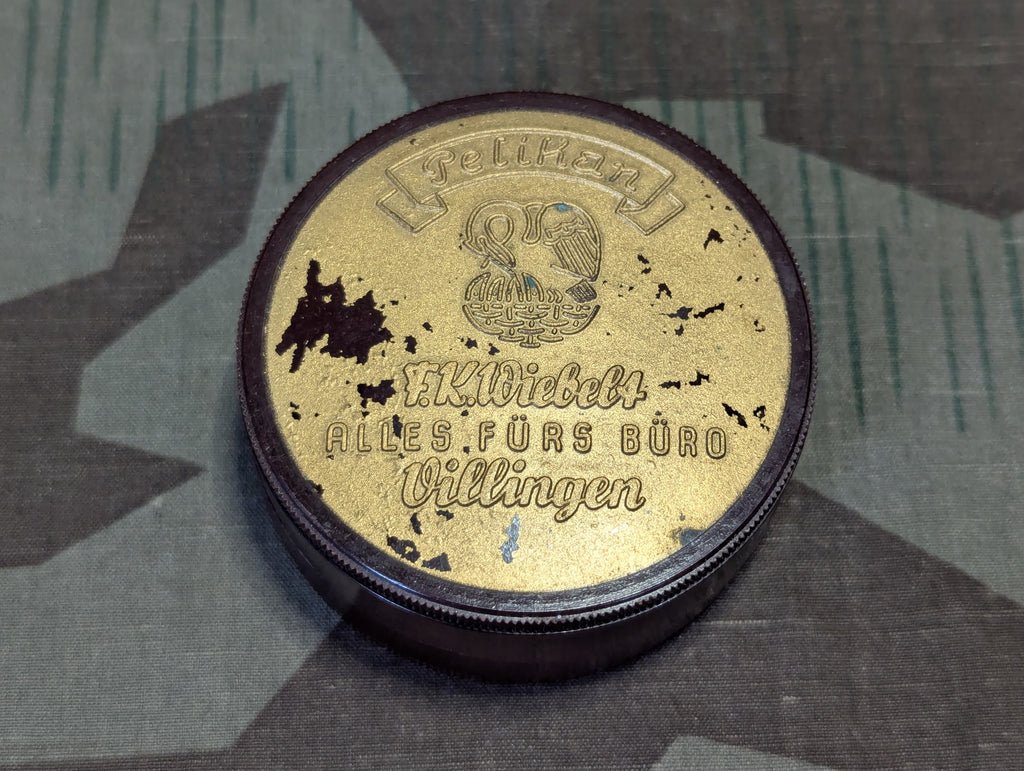 Pelikan
F.K.Wiebelt
ALLES FÜRS BÜRO
Villingen